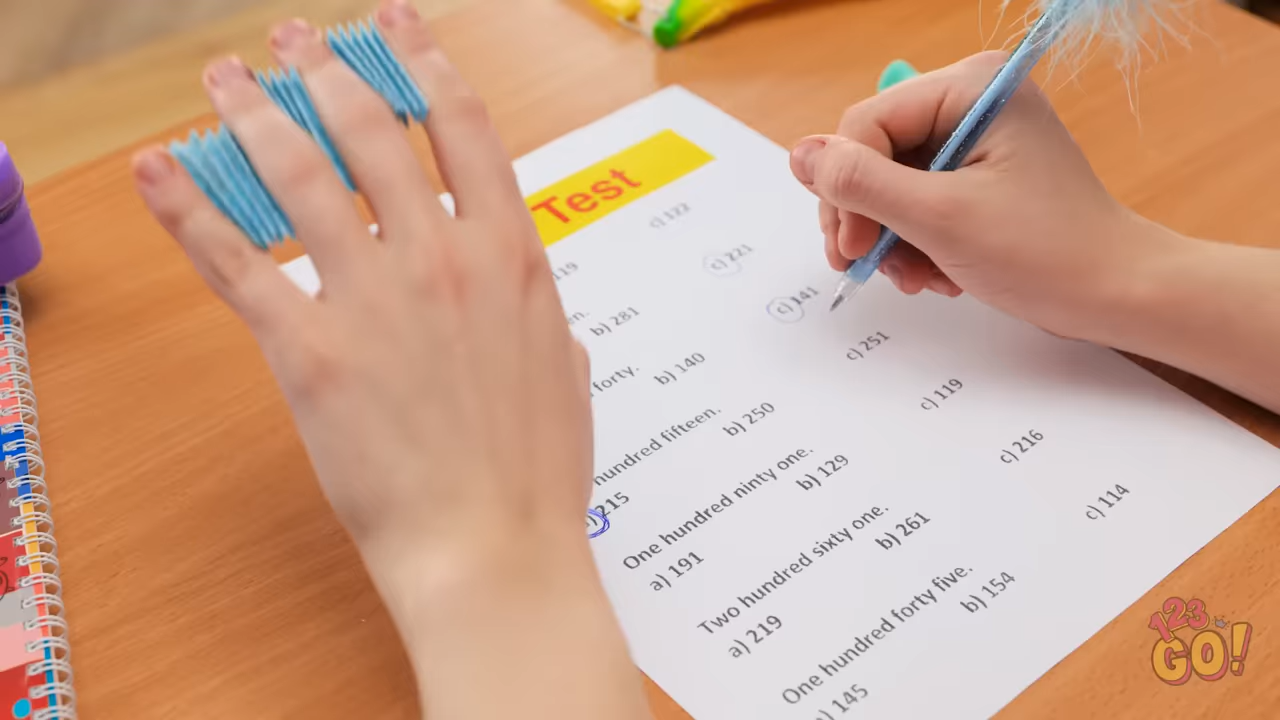 Test
c) 122
119
c) 221
en.
b) 281
c) 141
forty.
b) 140
c) 251
hundred fifteen.
215
b) 250
c) 119
One hundred ninty one.
a) 191
b) 129
c) 216
Two hundred sixty one.
a) 219
b) 261
c) 114
One hundred forty five.
a) 145
b) 154
123
GO!